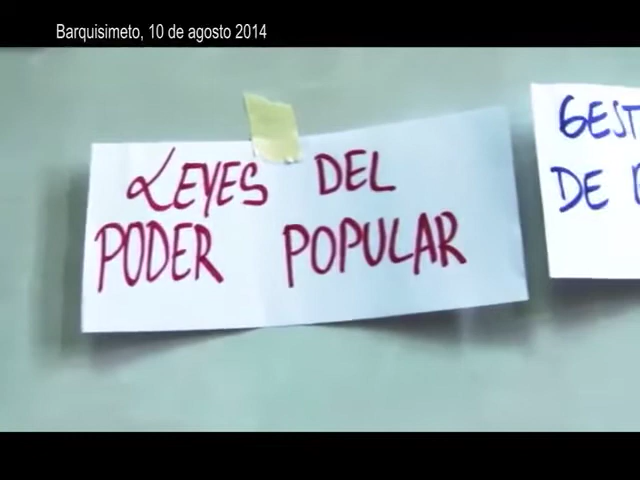 Barquisimeto, 10 de agosto 2014
LEYES DEL
PODER POPULAR
GEST
DE